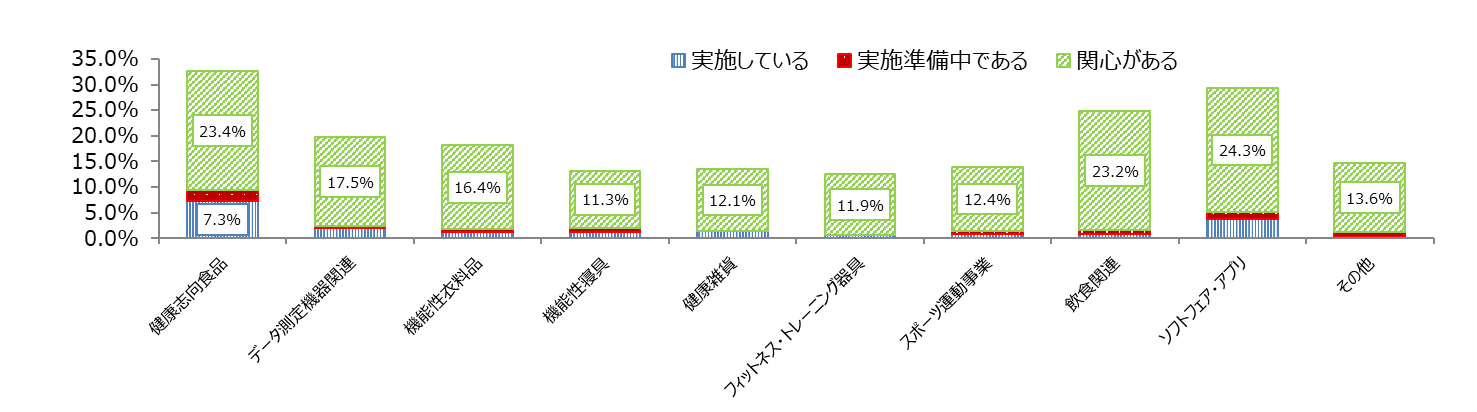 実施している 実施準備中である 関心がある
35.0%
30.0%
25.0%
20.0%
15.0%
10.0%
5.0%
0.0%
23.4%
7.3%
17.5%
16.4%
11.3%
12.1%
11.9%
12.4%
23.2%
24.3%
13.6%
健康志向食品
データ測定機器関連
機能性衣料品
機能性寝具
健康雑貨
フィットネス・トレーニング器具
スポーツ運動事業
飲食関連
ソフトフェア・アプリ
その他